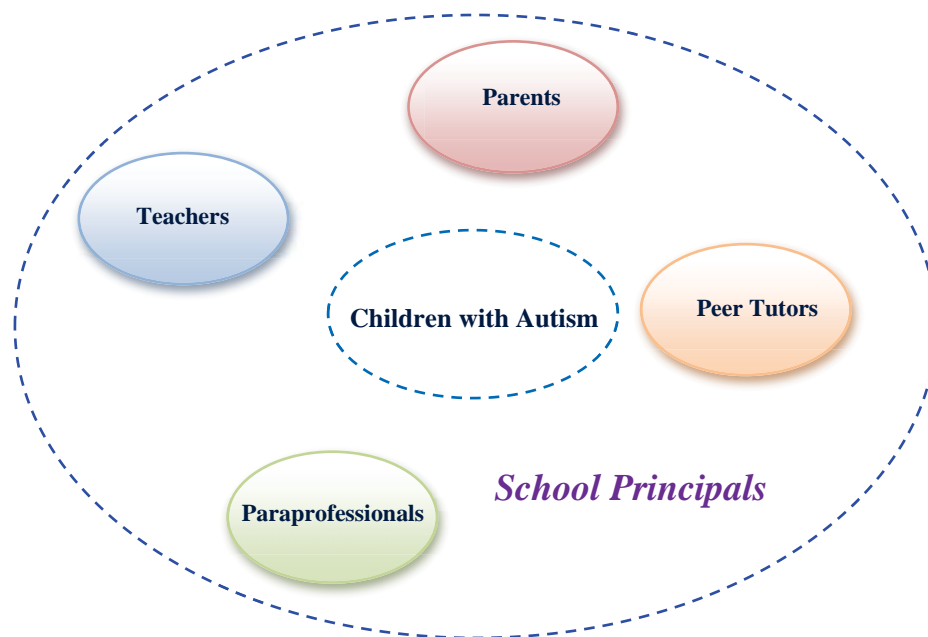 Parents
Teachers
Children with Autism
Peer Tutors
School Principals
Paraprofessionals